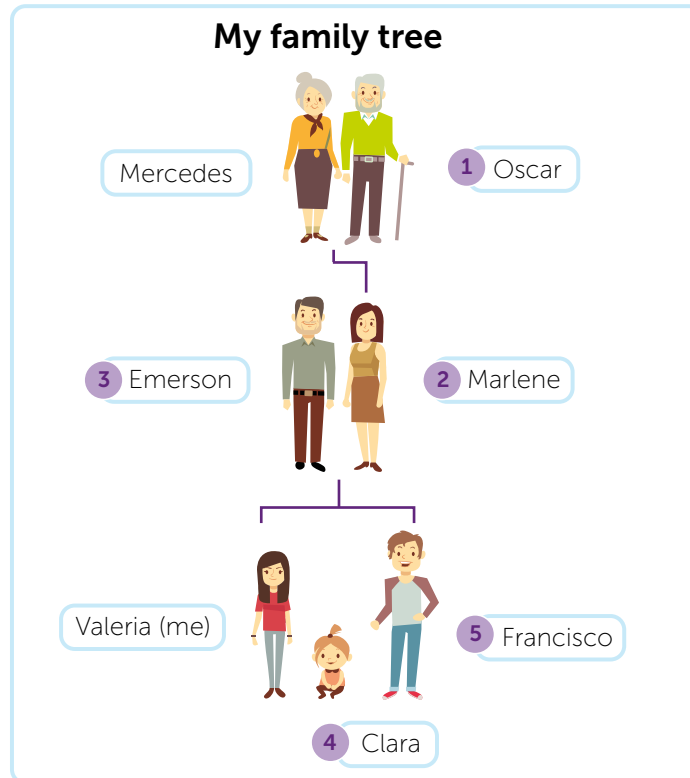 My family tree
Mercedes
1 Oscar
3 Emerson
2 Marlene
Valeria (me)
5 Francisco
4 Clara